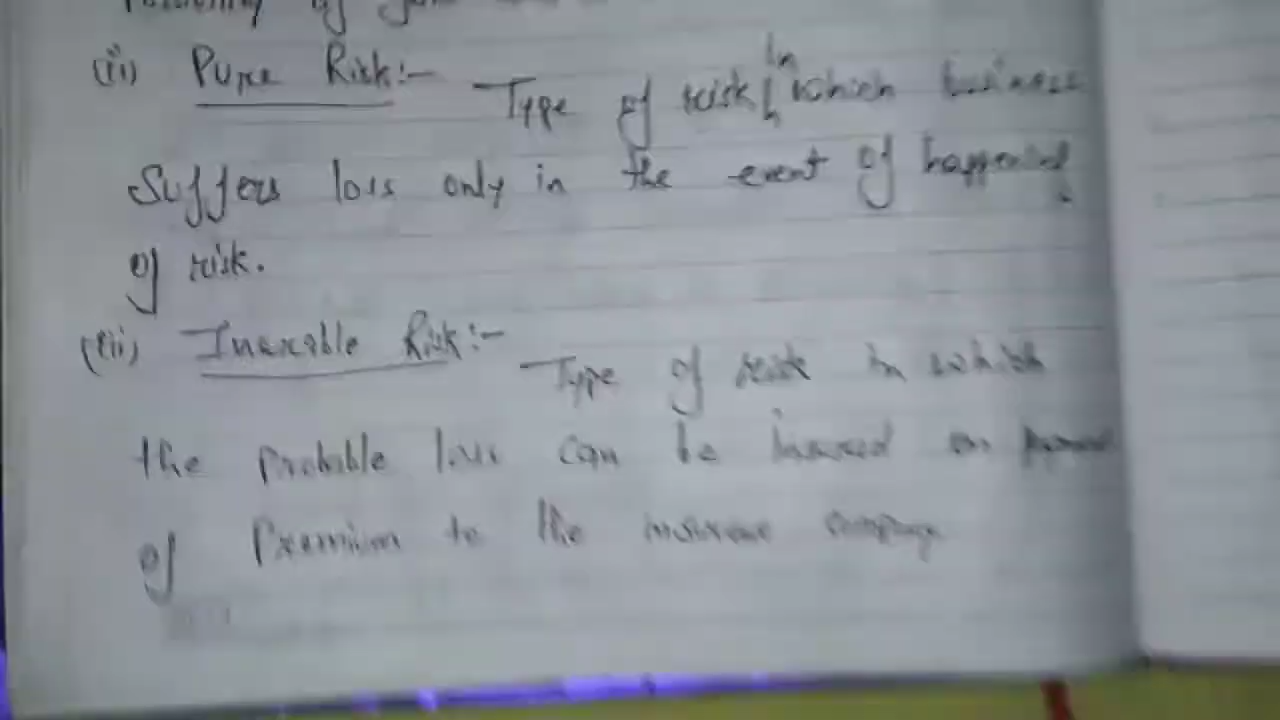 of
(ii) Pure Risk:- Type of risk in which business
Suffers loss only in the event of happening
of risk.
(iii) Insurable Risk:- Type of risk in which
the probable loss can be insured on
of Premium to the insurance company